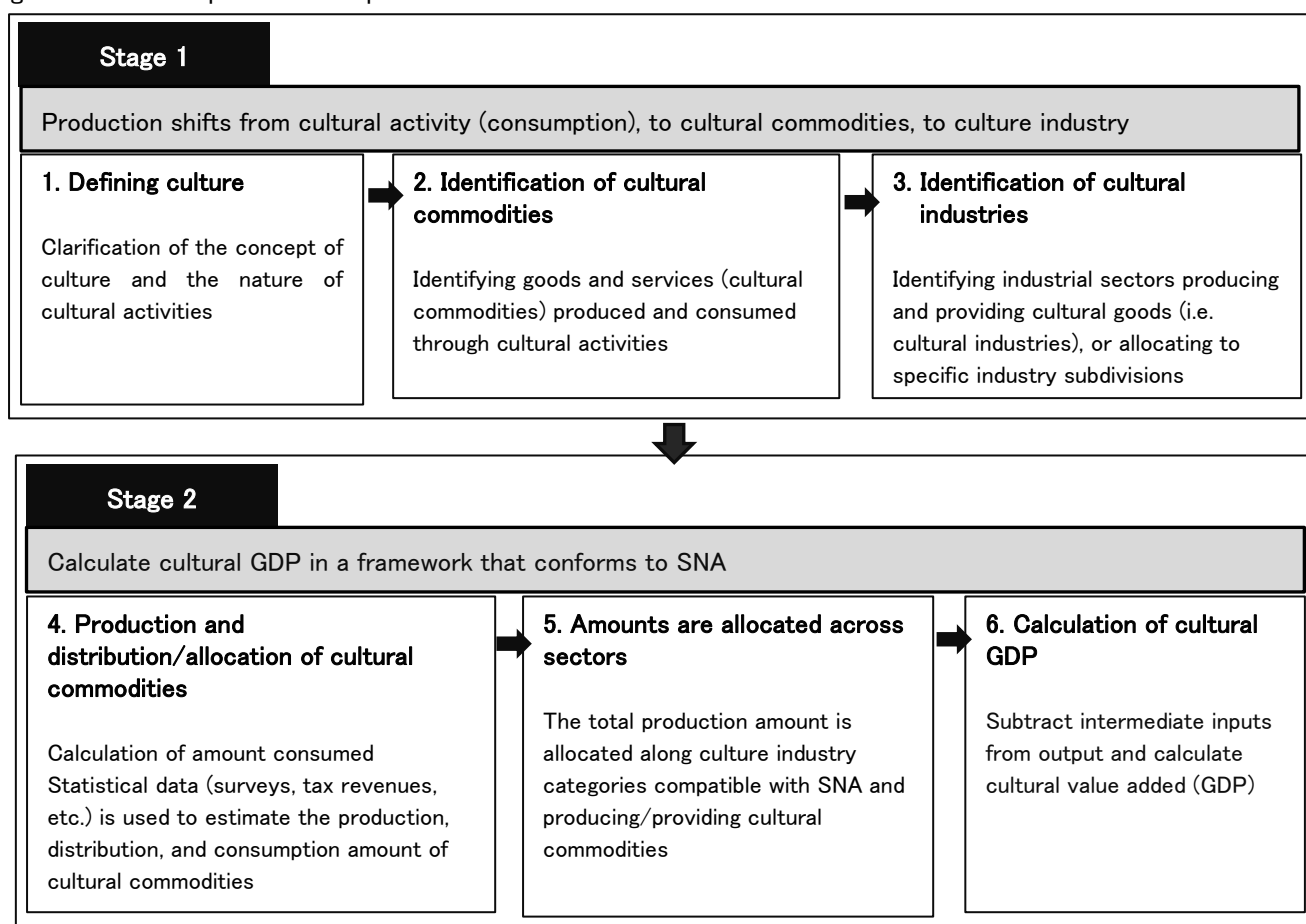 Stage 1
Production shifts from cultural activity (consumption), to cultural commodities, to culture industry
1. Defining culture
Clarification of the concept of
culture and the nature of
cultural activities
2. Identification of cultural
commodities
Identifying goods and services (cultural
commodities) produced and consumed
through cultural activities
3. Identification of cultural
industries
Identifying industrial sectors producing
and providing cultural goods (i.e.
cultural industries), or allocating to
specific industry subdivisions
Stage 2
Calculate cultural GDP in a framework that conforms to SNA
4. Production and
distribution/allocation of cultural
commodities
Calculation of amount consumed
Statistical data (surveys, tax revenues,
etc.) is used to estimate the production,
distribution, and consumption amount of
cultural commodities
5. Amounts are allocated across
sectors
The total production amount is
allocated along culture industry
categories compatible with SNA and
producing/providing cultural
commodities
6. Calculation of cultural
GDP
Subtract intermediate inputs
from output and calculate
cultural value added (GDP)